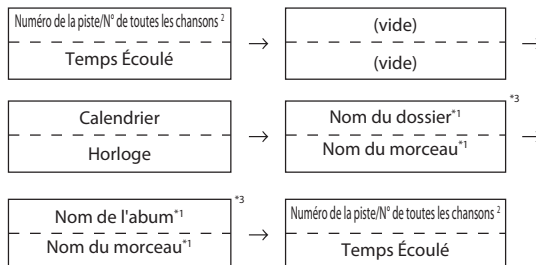 Numéro de la piste/N° de toutes les chansons ²
Temps Écoulé
→
(vide)
(vide)
→
Calendrier
Horloge
→
Nom du dossier*1
Nom du morceau*1
*3
→
Nom de l'abum*1
Nom du morceau*1
*3
→
Numéro de la piste/N° de toutes les chansons ²
Temps Écoulé